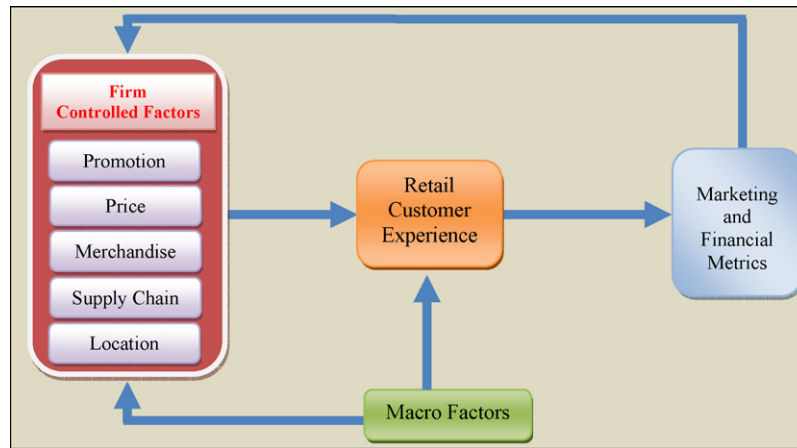 Firm
Controlled Factors
Promotion
Price
Merchandise
Supply Chain
Location
Retail
Customer
Experience
Marketing
and
Financial
Metrics
Macro Factors